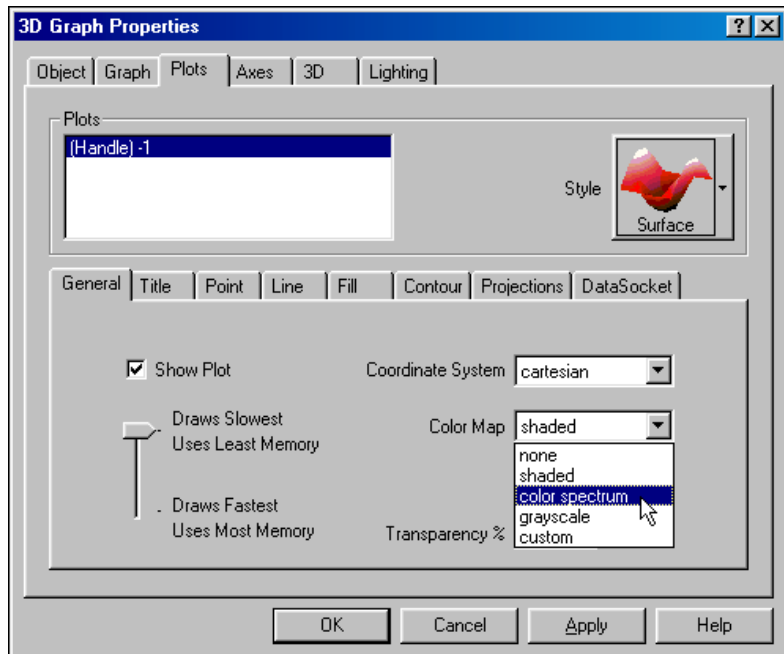 3D Graph Properties
Object Graph Plots Axes 3D Lighting
Plots
(Handle) -1
Style
Surface
General Title Point Line Fill Contour Projections DataSocket
Show Plot
Coordinate System cartesian
Draws Slowest
Uses Least Memory
Color Map shaded
none
shaded
color spectrum
grayscale
custom
Draws Fastest
Uses Most Memory
Transparency %
OK Cancel Apply Help